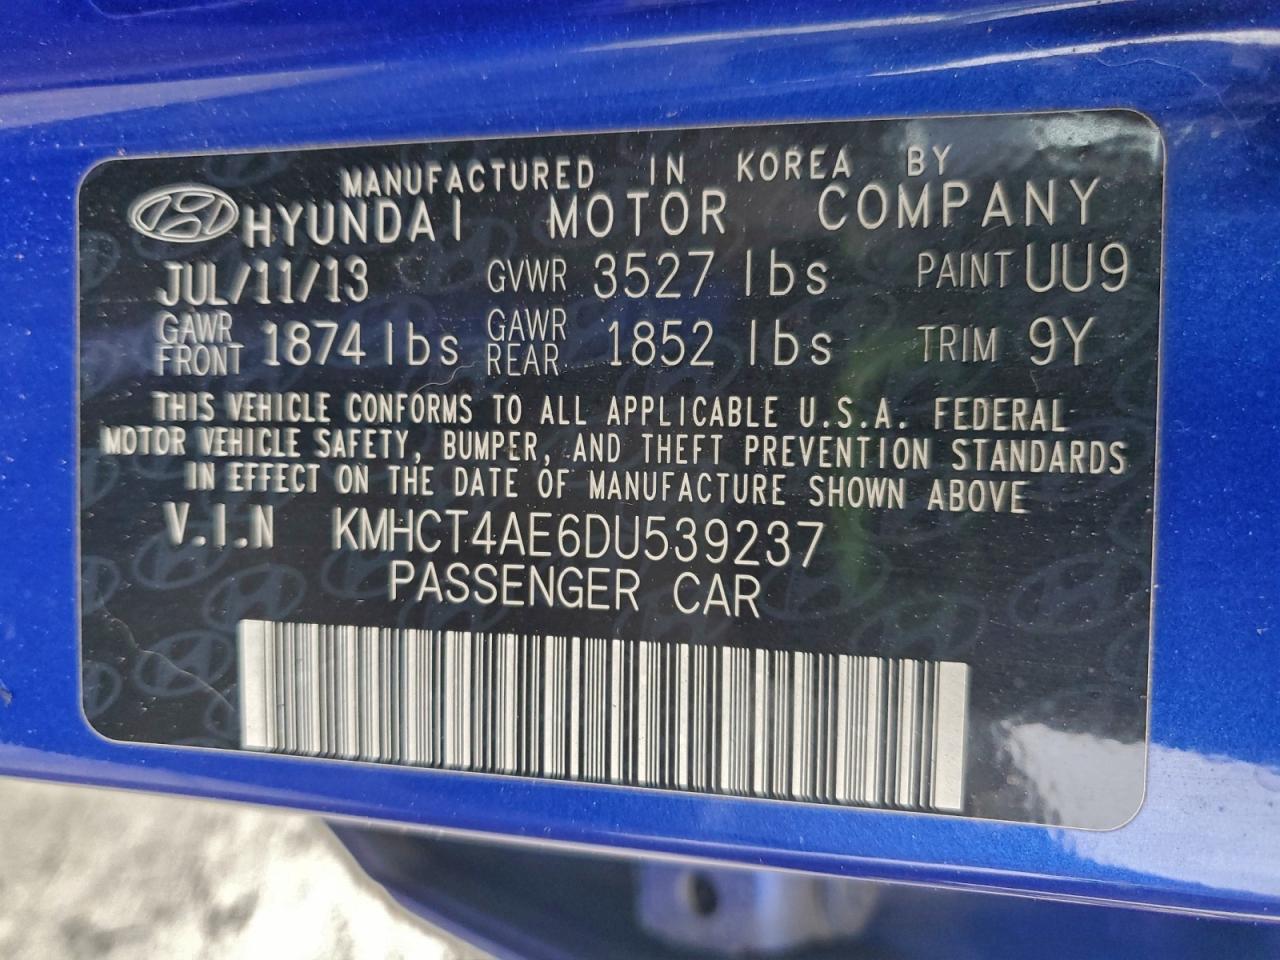 MANUFACTURED IN KOREA BY
HYUNDAI MOTOR COMPANY
JUL/11/13 GVWR 3527 lbs PAINT UU9
GAWR FRONT 1874 lbs GAWR REAR 1852 lbs TRIM 9Y
THIS VEHICLE CONFORMS TO ALL APPLICABLE U.S.A. FEDERAL
MOTOR VEHICLE SAFETY, BUMPER, AND THEFT PREVENTION STANDARDS
IN EFFECT ON THE DATE OF MANUFACTURE SHOWN ABOVE
V.I.N KMHCT4AE6DU539237
PASSENGER CAR